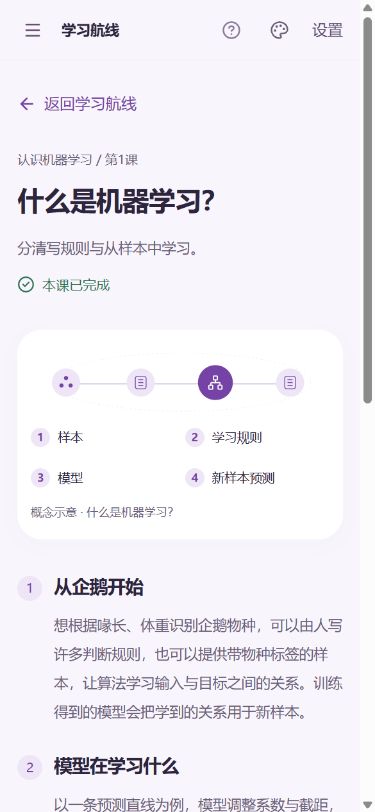 学习航线
设置
返回学习航线
认识机器学习 / 第1课
什么是机器学习?
分清写规则与从样本中学习。
本课已完成
1 样本
2 学习规则
3 模型
4 新样本预测
概念示意 · 什么是机器学习?
1 从企鹅开始
想根据喙长、体重识别企鹅物种，可以由人写
许多判断规则，也可以提供带物种标签的样
本，让算法学习输入与目标之间的关系。训练
得到的模型会把学到的关系用于新样本。
2 模型在学习什么
以一条预测直线为例，模型调整系数与截距，